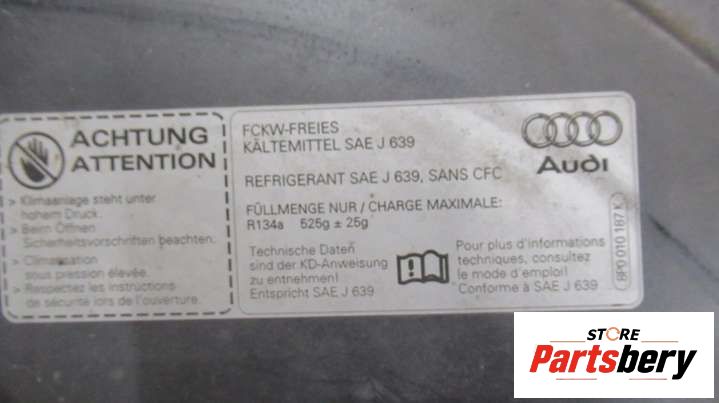 ACHTUNG
ATTENTION
> Klimaanlage steht unter
hohem Druck.
> Beim Öffnen
Sicherheitsvorschriften beachten.
> Climatisation
sous pression élevée.
> Respectez les instructions
de sécurité lors de l'ouverture.
FCKW-FREIES
KÄLTEMITTEL SAE J 639
REFRIGERANT SAE J 639, SANS CFC
FÜLLMENGE NUR / CHARGE MAXIMALE:
R134a 525g ± 25g
Technische Daten
sind der KD-Anweisung
zu entnehmen!
Entspricht SAE J 639
Pour plus d'informations
techniques, consultez
le mode d'emploi!
Conforme à SAE J 639
Audi
8P0 010 187 K
STORE
Partsbery